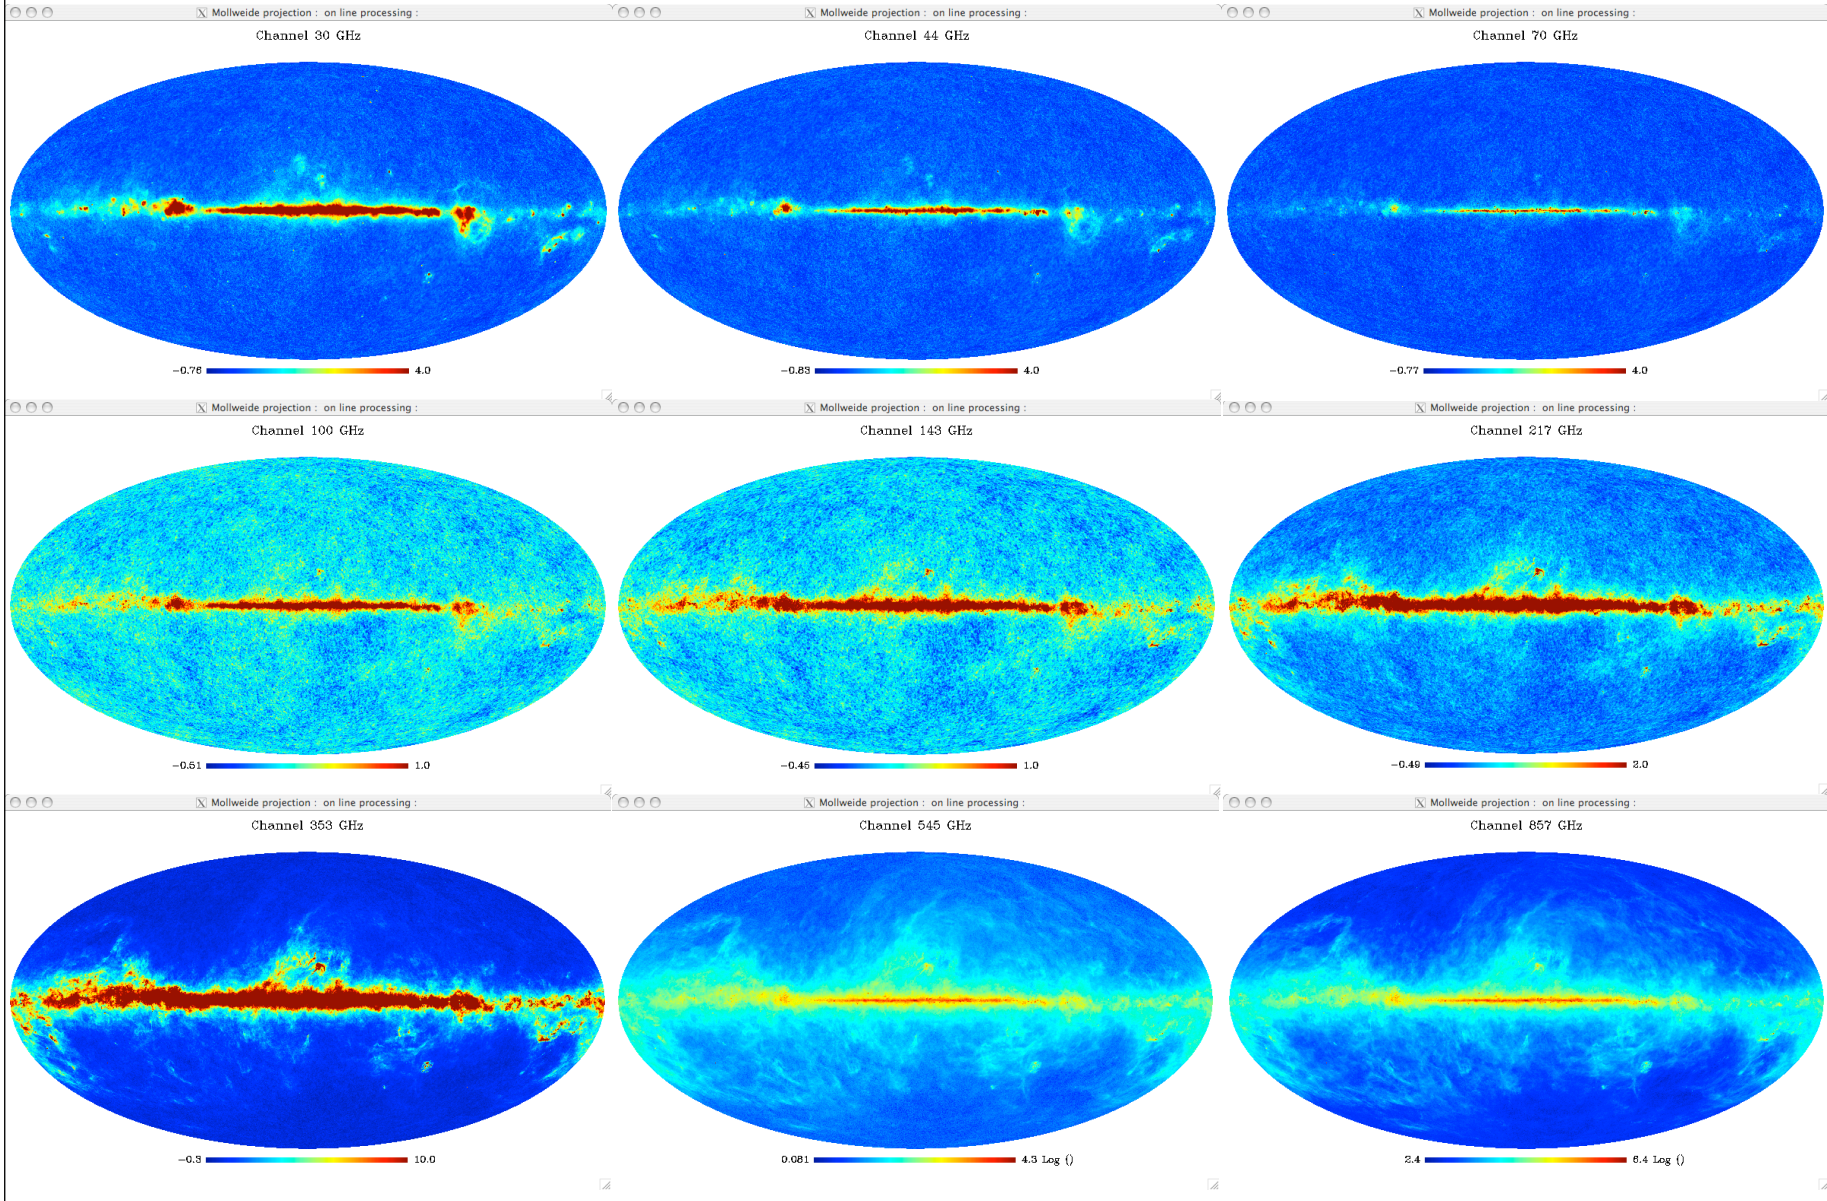 Mollweide projection : on line processing :
Mollweide projection : on line processing :
Mollweide projection : on line processing :
Channel 30 GHz
Channel 44 GHz
Channel 70 GHz
-0.76 4.0
-0.83 4.0
-0.77 4.0
Mollweide projection : on line processing :
Mollweide projection : on line processing :
Mollweide projection : on line processing :
Channel 100 GHz
Channel 143 GHz
Channel 217 GHz
-0.51 1.0
-0.45 1.0
-0.49 2.0
Mollweide projection : on line processing :
Mollweide projection : on line processing :
Mollweide projection : on line processing :
Channel 353 GHz
Channel 545 GHz
Channel 857 GHz
-0.3 10.0
0.081 4.3 Log ()
2.4 6.4 Log ()